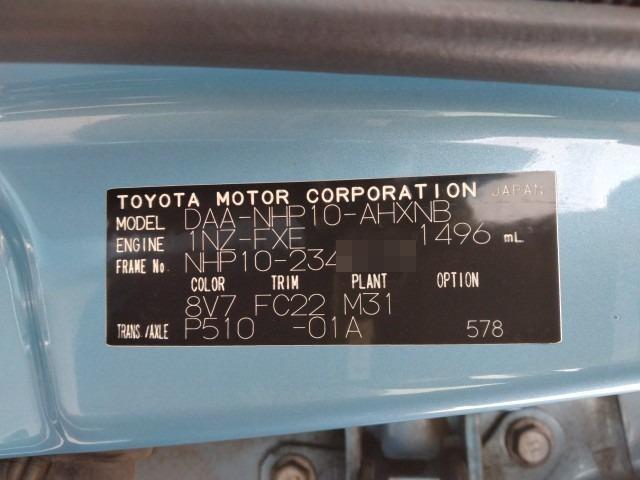 TOYOTA MOTOR CORPORATION JAPAN
MODEL DAA-NHP10-AHXNB
ENGINE 1NZ-FXE 1496 mL
FRAME No. NHP10-234
COLOR TRIM PLANT OPTION
8V7 FC22 M31
TRANS./AXLE P510 -01A 578